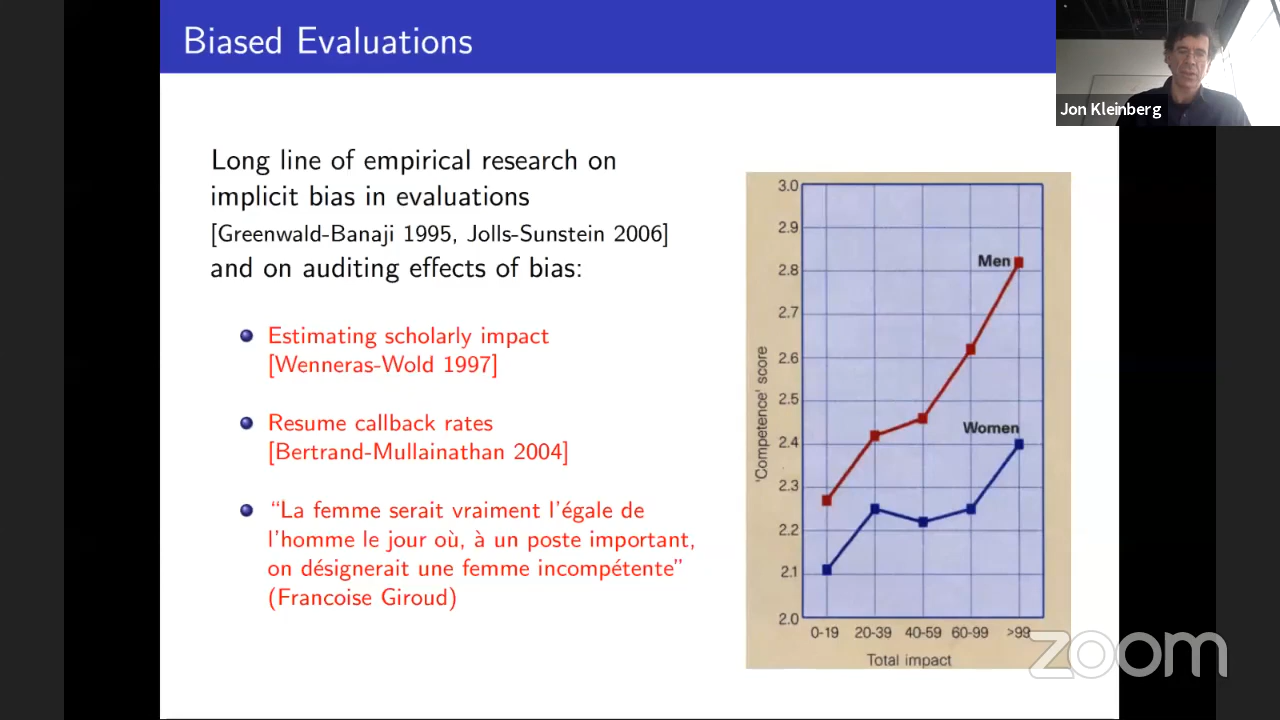 Biased Evaluations
Jon Kleinberg
Long line of empirical research on
implicit bias in evaluations
[Greenwald-Banaji 1995, Jolls-Sunstein 2006]
and on auditing effects of bias:
Estimating scholarly impact
[Wenneras-Wold 1997]
Resume callback rates
[Bertrand-Mullainathan 2004]
“La femme serait vraiment l’égale de
l’homme le jour où, à un poste important,
on désignerait une femme incompétente”
(Francoise Giroud)
3.0
2.9
2.8
2.7
2.6
2.5
2.4
2.3
2.2
2.1
2.0
'Competence' score
Men
Women
0-19 20-39 40-59 60-99 >99
Total impact
zoom